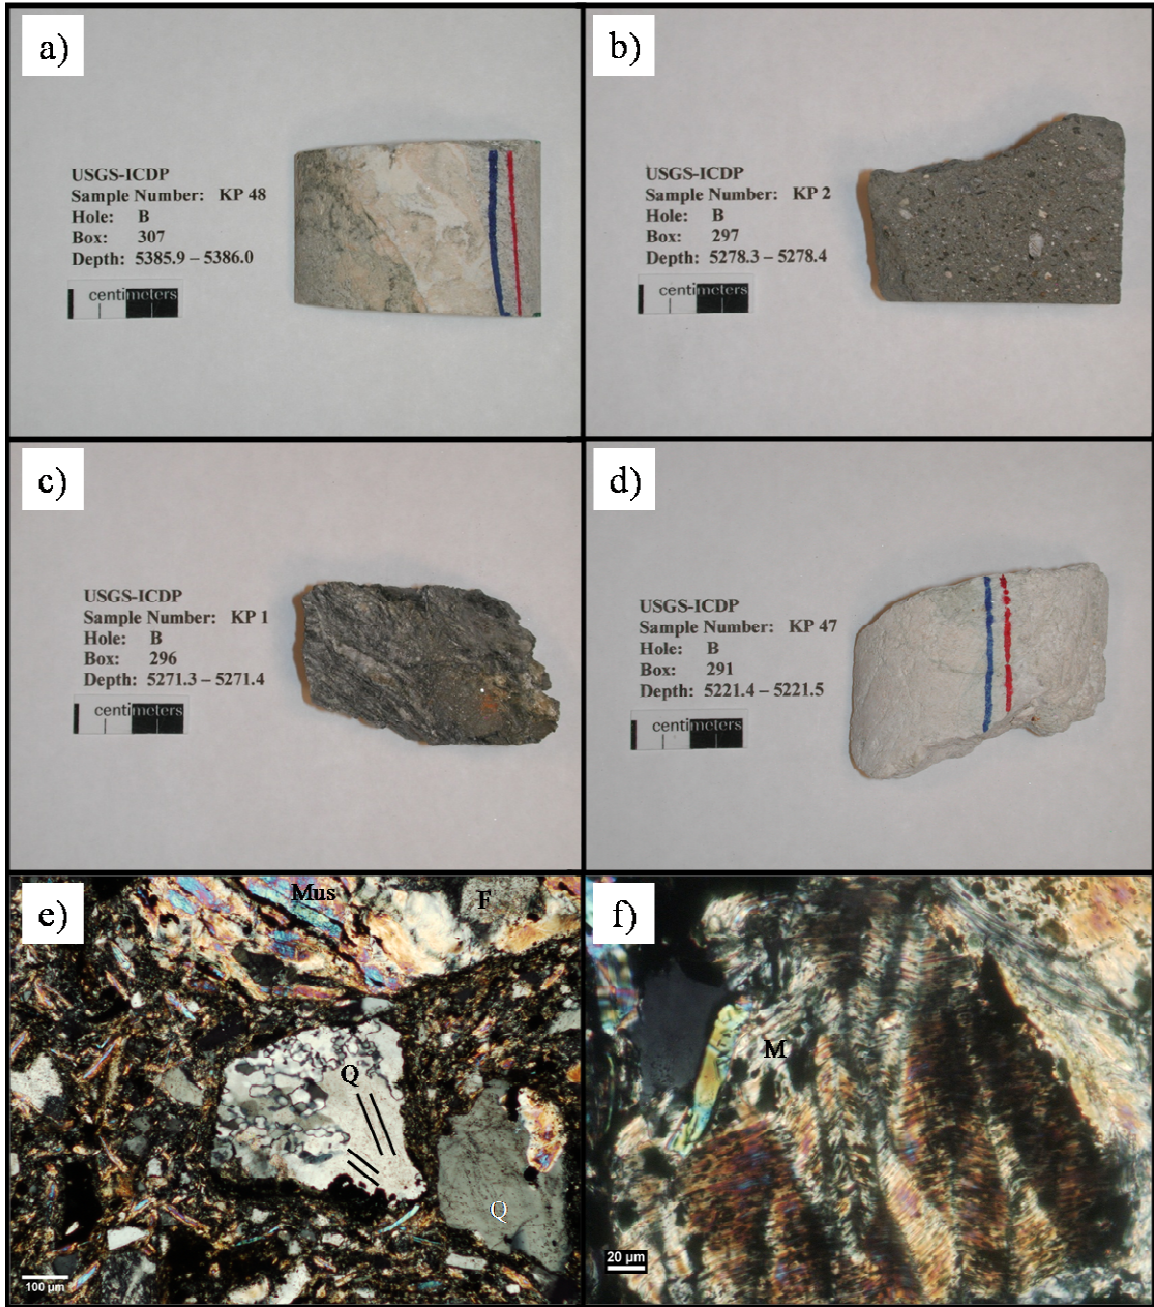 a)
USGS-ICDP
Sample Number: KP 48
Hole: B
Box: 307
Depth: 5385.9 – 5386.0
centimeters
b)
USGS-ICDP
Sample Number: KP 2
Hole: B
Box: 297
Depth: 5278.3 – 5278.4
centimeters
c)
USGS-ICDP
Sample Number: KP 1
Hole: B
Box: 296
Depth: 5271.3 – 5271.4
centimeters
d)
USGS-ICDP
Sample Number: KP 47
Hole: B
Box: 291
Depth: 5221.4 – 5221.5
centimeters
e)
Mus
F
Q
Q
100 µm
f)
M
20 µm